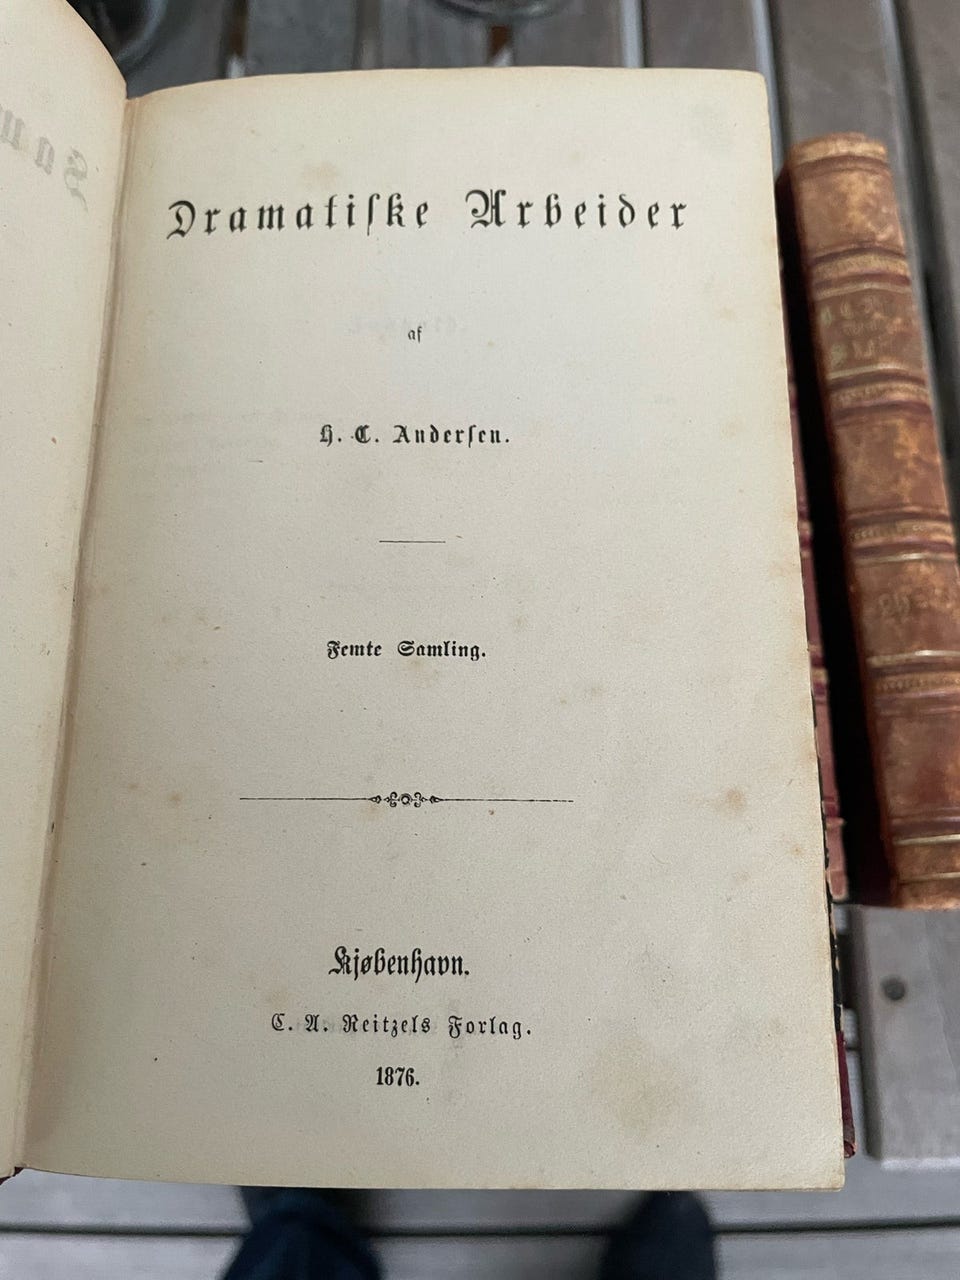 Dramatiſke Arbeider
af
H. C. Anderſen.
Femte Samling.
Kjøbenhavn.
C. A. Reitzels Forlag.
1876.